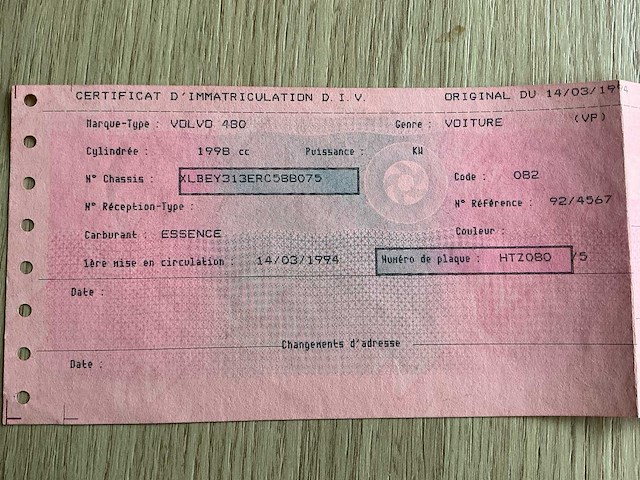 CERTIFICAT D'IMMATRICULATION D.I.V. ORIGINAL DU 14/03/1994
Marque-Type : VOLVO 480 Genre : VOITURE (VP)
Cylindrée : 1998 cc Puissance : KW
N° Chassis : XLBEY313ERC588075 Code : 082
N° Réception-Type : N° Référence : 92/4567
Carburant : ESSENCE Couleur :
1ère mise en circulation : 14/03/1994 Numéro de plaque : HTZ080 /5
Date :
Changements d'adresse
Date :